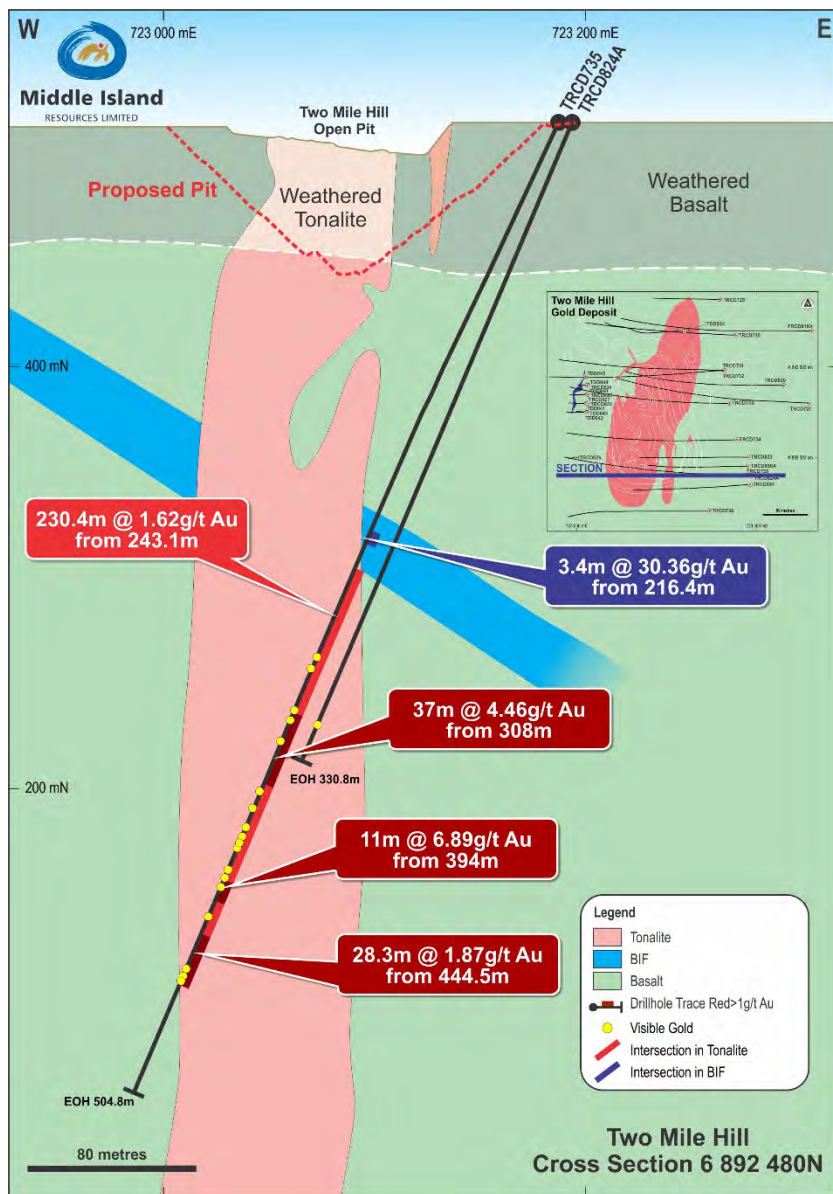 W
723 000 mE
723 200 mE
E
Middle Island
RESOURCES LIMITED
TRCD735
TRCD824A
Two Mile Hill
Open Pit
Proposed Pit
Weathered
Tonalite
Weathered
Basalt
Two Mile Hill
Gold Deposit
SECTION
400 mN
230.4m @ 1.62g/t Au
from 243.1m
3.4m @ 30.36g/t Au
from 216.4m
37m @ 4.46g/t Au
from 308m
EOH 330.8m
200 mN
11m @ 6.89g/t Au
from 394m
28.3m @ 1.87g/t Au
from 444.5m
Legend
Tonalite
BIF
Basalt
Drillhole Trace Red>1g/t Au
Visible Gold
Intersection in Tonalite
Intersection in BIF
EOH 504.8m
80 metres
Two Mile Hill
Cross Section 6 892 480N